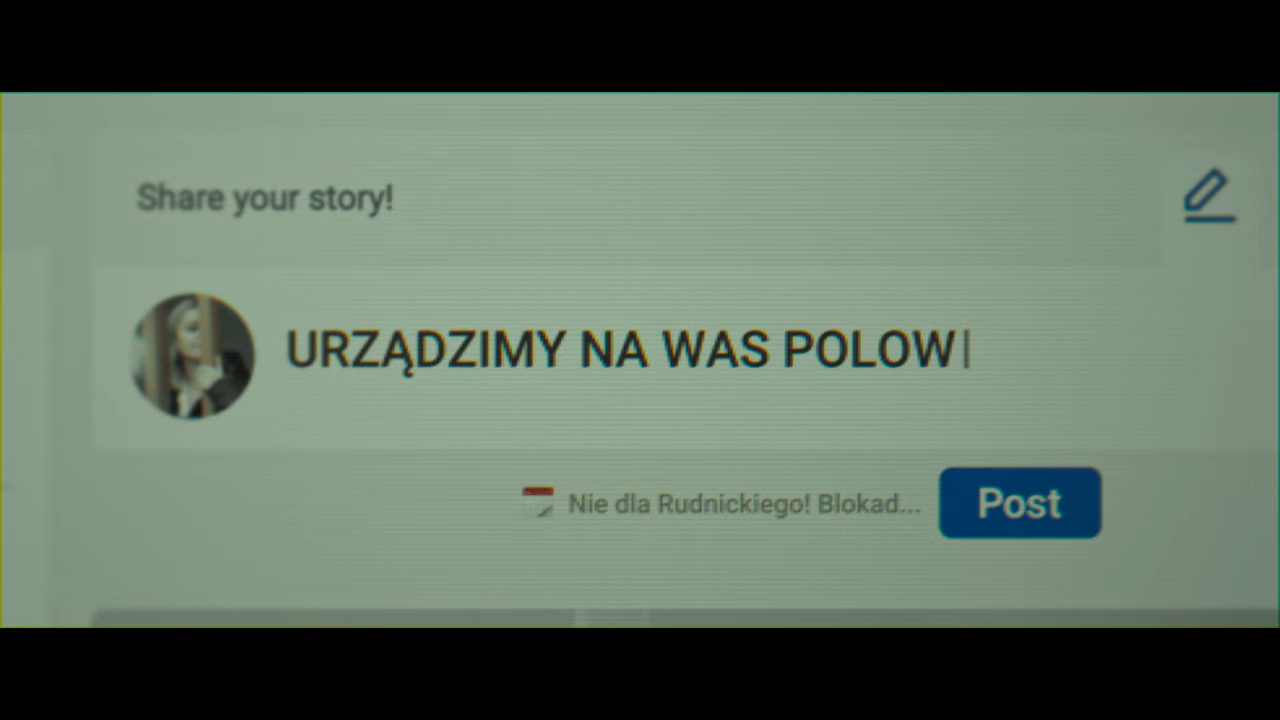 Share your story!
URZĄDZIMY NA WAS POLOW
Nie dla Rudnickiego! Blokad...
Post